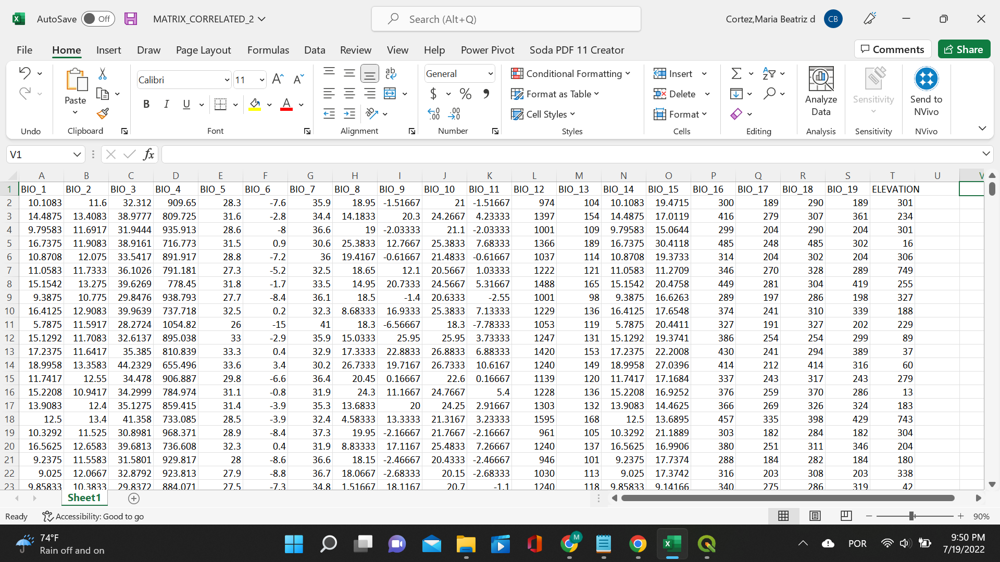 AutoSave Off MATRIX_CORRELATED_2 Search (Alt+Q) Cortez,Maria Beatriz d CB
File Home Insert Draw Page Layout Formulas Data Review View Help Power Pivot Soda PDF 11 Creator Comments Share
Calibri 11 General Conditional Formatting Insert
Paste Format as Table Delete Analyze Data Sensitivity Send to NVivo
Cell Styles Format
Undo Clipboard Font Alignment Number Styles Cells Editing Analysis Sensitivity NVivo
V1 fx
A B C D E F G H I J K L M N O P Q R S T U V
1 BIO_1 BIO_2 BIO_3 BIO_4 BIO_5 BIO_6 BIO_7 BIO_8 BIO_9 BIO_10 BIO_11 BIO_12 BIO_13 BIO_14 BIO_15 BIO_16 BIO_17 BIO_18 BIO_19 ELEVATION
2 10.1083 11.6 32.312 909.65 28.3 -7.6 35.9 18.95 -1.51667 21 -1.51667 974 104 10.1083 19.4715 300 189 290 189 301
3 14.4875 13.4083 38.9777 809.725 31.6 -2.8 34.4 14.1833 20.3 24.2667 4.23333 1397 154 14.4875 17.0119 416 279 307 361 234
4 9.79583 11.6917 31.9444 935.913 28.6 -8 36.6 19 -2.03333 21.1 -2.03333 1001 109 9.79583 15.0644 299 204 290 204 301
5 16.7375 11.9083 38.9161 716.773 31.5 0.9 30.6 25.3833 12.7667 25.3833 7.68333 1366 189 16.7375 30.4118 485 248 485 302 16
6 10.8708 12.075 33.5417 891.917 28.8 -7.2 36 19.4167 -0.61667 21.4833 -0.61667 1037 114 10.8708 19.3733 314 204 302 204 306
7 11.0583 11.7333 36.1026 791.181 27.3 -5.2 32.5 18.65 12.1 20.5667 1.03333 1222 121 11.0583 11.2709 346 270 328 289 749
8 15.1542 13.275 39.6269 778.45 31.8 -1.7 33.5 14.95 20.7333 24.5667 5.31667 1488 165 15.1542 20.4758 449 281 304 419 255
9 9.3875 10.775 29.8476 938.793 27.7 -8.4 36.1 18.5 -1.4 20.6333 -2.55 1001 98 9.3875 16.6263 289 197 286 198 327
10 16.4125 12.9083 39.9639 737.718 32.5 0.2 32.3 8.68333 16.9333 25.3833 7.13333 1229 136 16.4125 17.6548 374 241 310 339 188
11 5.7875 11.5917 28.2724 1054.82 26 -15 41 18.3 -6.56667 18.3 -7.78333 1053 119 5.7875 20.4411 327 191 327 202 229
12 15.1292 11.7083 32.6137 895.038 33 -2.9 35.9 15.0333 25.95 25.95 3.73333 1247 131 15.1292 19.3741 386 254 254 299 89
13 17.2375 11.6417 35.385 810.839 33.3 0.4 32.9 17.3333 22.8833 26.8833 6.88333 1420 153 17.2375 22.2008 430 241 294 389 37
14 18.9958 13.3583 44.2329 655.496 33.6 3.4 30.2 26.7333 19.7167 26.7333 10.6167 1240 149 18.9958 27.0396 414 212 414 316 60
15 11.7417 12.55 34.478 906.887 29.8 -6.6 36.4 20.45 0.16667 22.6 0.16667 1139 120 11.7417 17.1684 337 243 317 243 279
16 15.2208 10.9417 34.2999 784.974 31.1 -0.8 31.9 24.3 11.1667 24.7667 5.4 1228 136 15.2208 16.9252 376 259 370 286 13
17 13.9083 12.4 35.1275 859.415 31.4 -3.9 35.3 13.6833 20 24.25 2.91667 1303 132 13.9083 14.4625 366 269 326 324 183
18 12.5 13.4 41.358 733.085 28.5 -3.9 32.4 4.58333 13.3333 21.3167 3.23333 1595 168 12.5 13.6895 457 335 398 429 743
19 10.3292 11.525 30.8981 968.371 28.9 -8.4 37.3 19.95 -2.16667 21.7667 -2.16667 961 105 10.3292 21.1889 303 182 284 182 304
20 16.5625 12.6583 39.6813 736.608 32.3 0.4 31.9 8.83333 17.1167 25.4833 7.26667 1240 137 16.5625 16.9906 380 251 311 346 204
21 9.2375 11.5583 31.5801 929.817 28 -8.6 36.6 18.15 -2.46667 20.4333 -2.46667 946 101 9.2375 17.7374 288 184 282 184 180
22 9.025 12.0667 32.8792 923.813 27.9 -8.8 36.7 18.0667 -2.68333 20.15 -2.68333 1030 113 9.025 17.3742 316 203 308 203 338
23 9.85833 10.3833 29.8372 884.071 27.5 -7.3 34.8 1.51667 18.1167 20.7 -1.1 1240 118 9.85833 9.14166 340 275 286 319 42
Sheet1
Ready Accessibility: Good to go 90%
74°F
Rain off and on
M POR
9:50 PM
7/19/2022